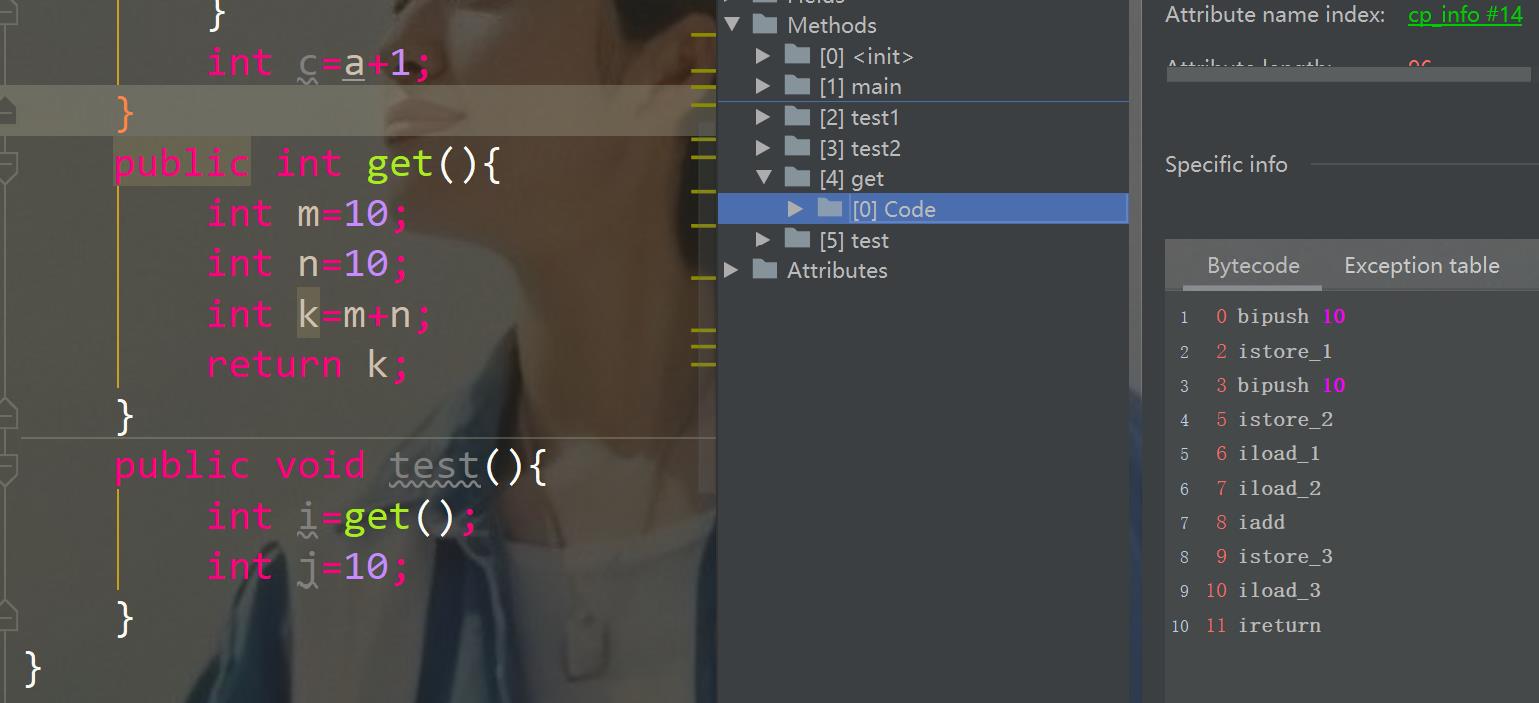 }
int c=a+1;
}
public int get(){
int m=10;
int n=10;
int k=m+n;
return k;
}
public void test(){
int i=get();
int j=10;
}
}
Methods
[0] <init>
[1] main
[2] test1
[3] test2
[4] get
[0] Code
[5] test
Attributes
Attribute name index: cp_info #14
Specific info
Bytecode Exception table
1 0 bipush 10
2 2 istore_1
3 3 bipush 10
4 5 istore_2
5 6 iload_1
6 7 iload_2
7 8 iadd
8 9 istore_3
9 10 iload_3
10 11 ireturn